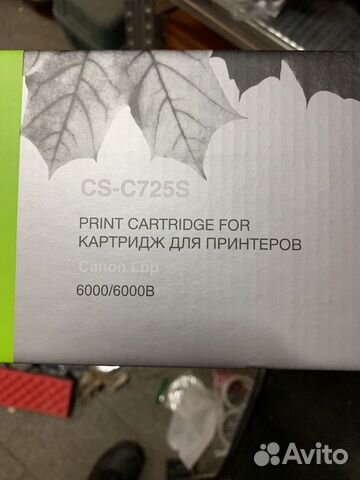 CS-C725S
PRINT CARTRIDGE FOR
КАРТРИДЖ ДЛЯ ПРИНТЕРОВ
Canon Lbp
6000/6000B
Avito